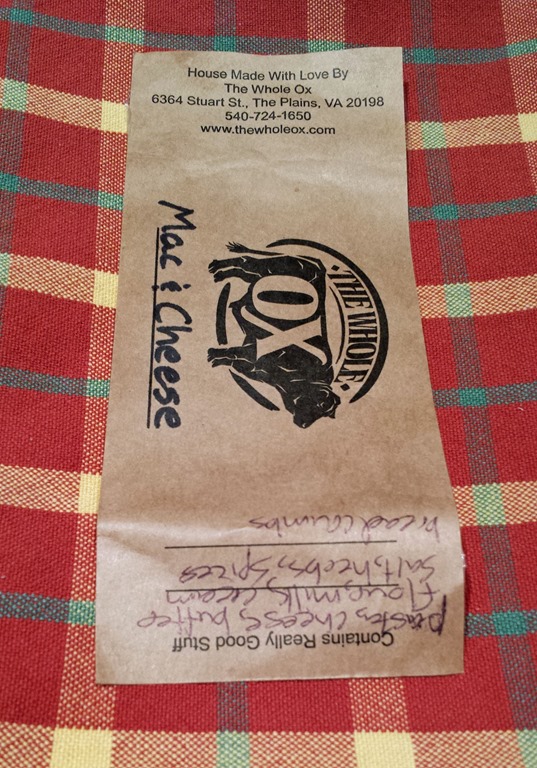 House Made With Love By
The Whole Ox
6364 Stuart St., The Plains, VA 20198
540-724-1650
www.thewholeox.com
Mac & Cheese
THE WHOLE
OX
Contains Really Good Stuff
pasta, cheese, butter
flour, milk, cream
salt, herbs, spices
bread crumbs